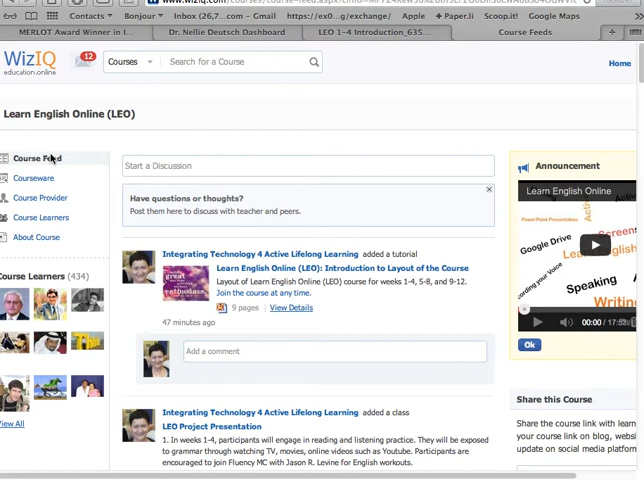 Contacts Bonjour Inbox (26,7...com - Gmail https://ex0...g/exchange/ Apple + Paper.li Scoop.it! Google Maps
MERLOT Award Winner in I... Dr. Nellie Deutsch Dashboard LEO 1-4 Introduction_635... Course Feeds
WizIQ
education.online
12
Courses
Search for a Course
Home
Learn English Online (LEO)
Course Feed
Courseware
Course Provider
Course Learners
About Course
Course Learners (434)
View All
Start a Discussion
Have questions or thoughts?
Post them here to discuss with teacher and peers.
Integrating Technology 4 Active Lifelong Learning added a tutorial
Learn English Online (LEO): Introduction to Layout of the Course
Layout of Learn English Online (LEO) course for weeks 1-4, 5-8, and 9-12.
Join the course at any time.
9 pages View Details
47 minutes ago
Add a comment
Integrating Technology 4 Active Lifelong Learning added a class
LEO Project Presentation
1. In weeks 1-4, participants will engage in reading and listening practice. They will be exposed
to grammar through watching TV, movies, online videos such as Youtube. Participants are
encouraged to join Fluency MC with Jason R. Levine for English workouts.
Announcement
Learn English Online
PowerPoint Presentation
Google Drive
Screen
Learn English
Speaking
Writing
00:00
Ok
Share this Course
Share the course link with learn
your course link on blog, websi
update on social media platform